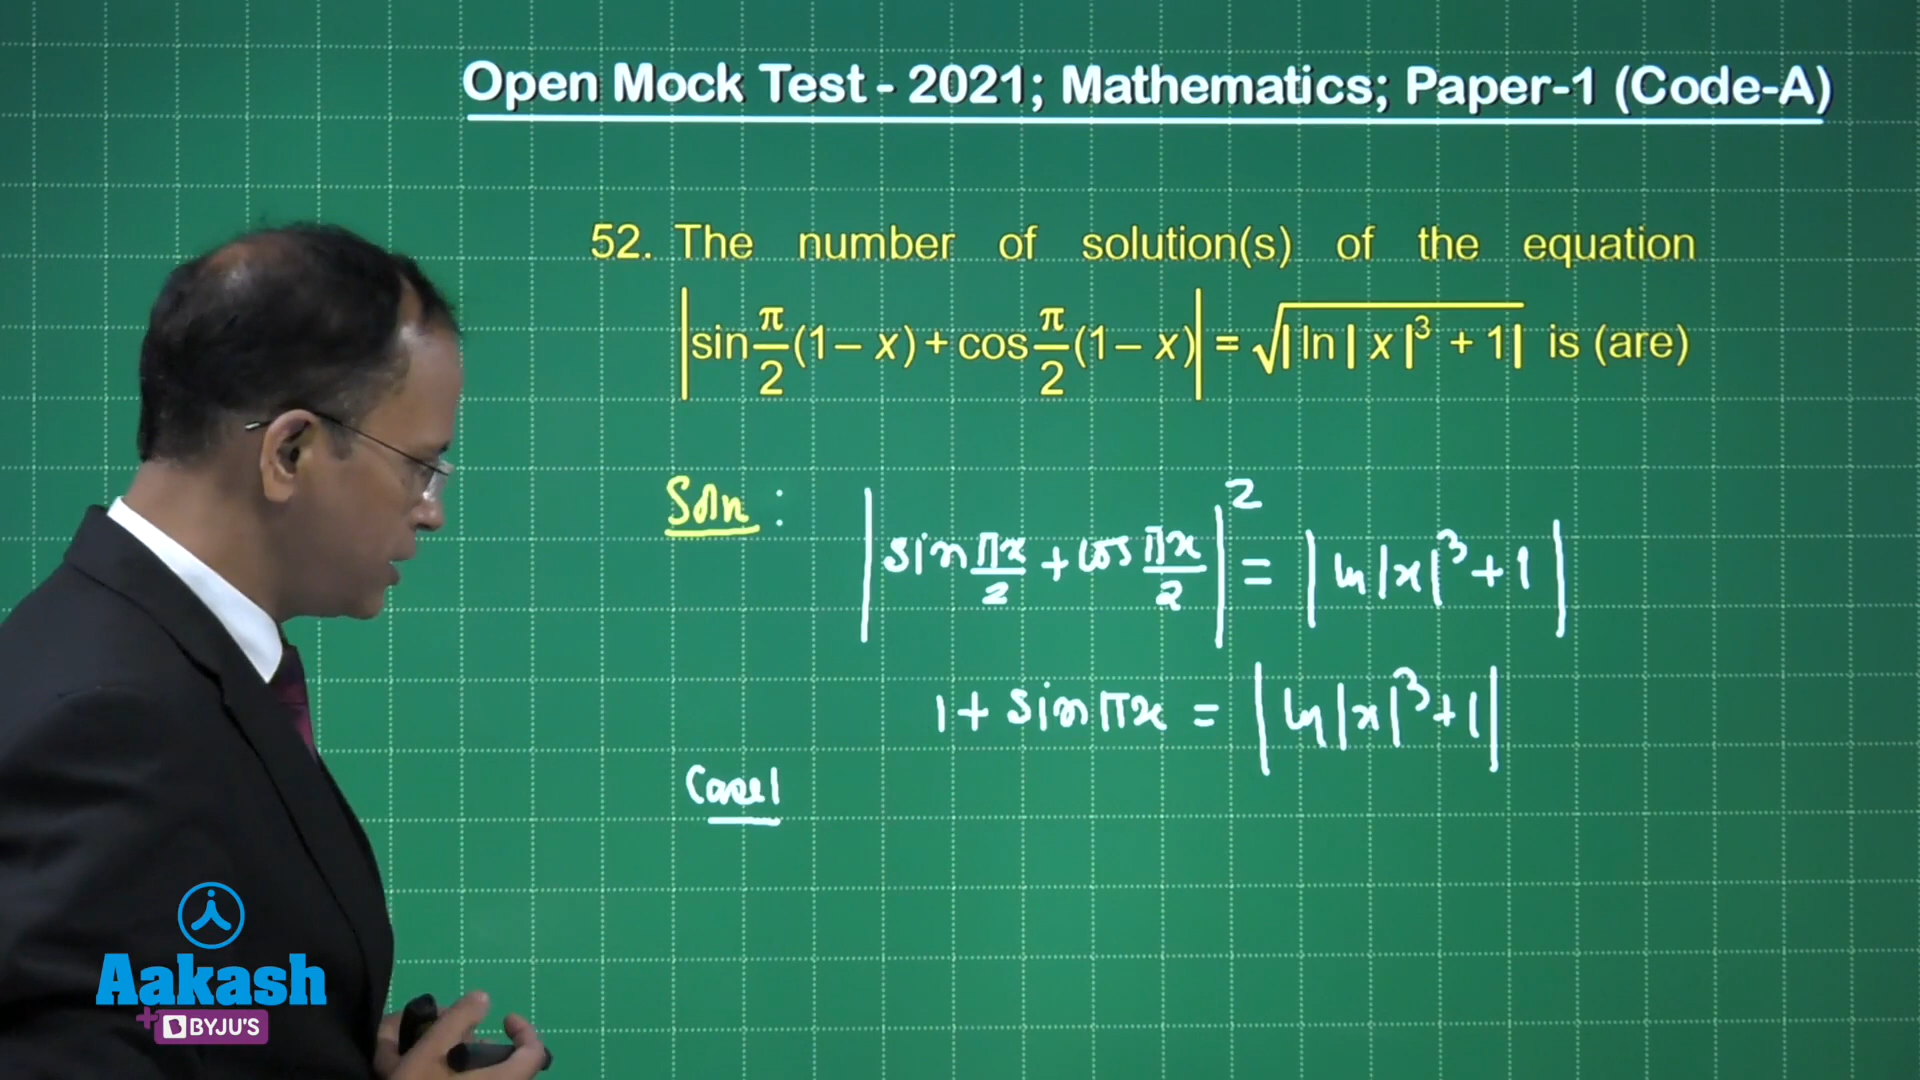 Open Mock Test - 2021; Mathematics; Paper-1 (Code-A)
52. The number of solution(s) of the equation
|sin π/2 (1 – x) + cos π/2 (1 – x)| = √(| ln | x |³ + 1|) is (are)
Soln :
|sin πx/2 + cos πx/2|² = |ln|x|³ + 1|
1 + sin πx = |ln|x|³ + 1|
Case 1
Aakash
+ BYJU'S